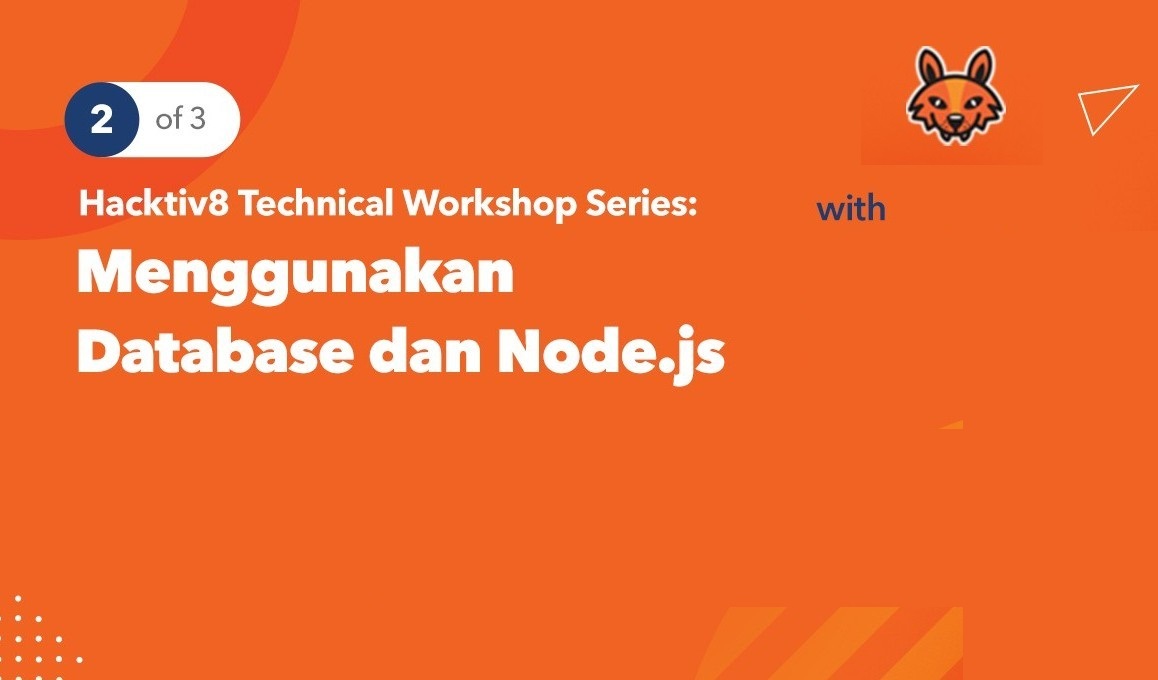 2 of 3
Hacktiv8 Technical Workshop Series:
with
Menggunakan
Database dan Node.js